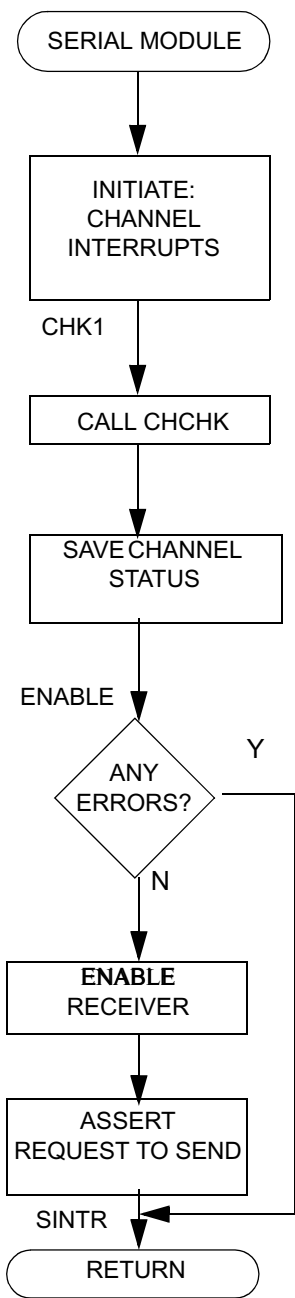 SERIAL MODULE
INITIATE:
CHANNEL
INTERRUPTS
CHK1
CALL CHCHK
SAVE CHANNEL
STATUS
ENABLE
ANY
ERRORS?
Y
N
ENABLE
RECEIVER
ASSERT
REQUEST TO SEND
SINTR
RETURN